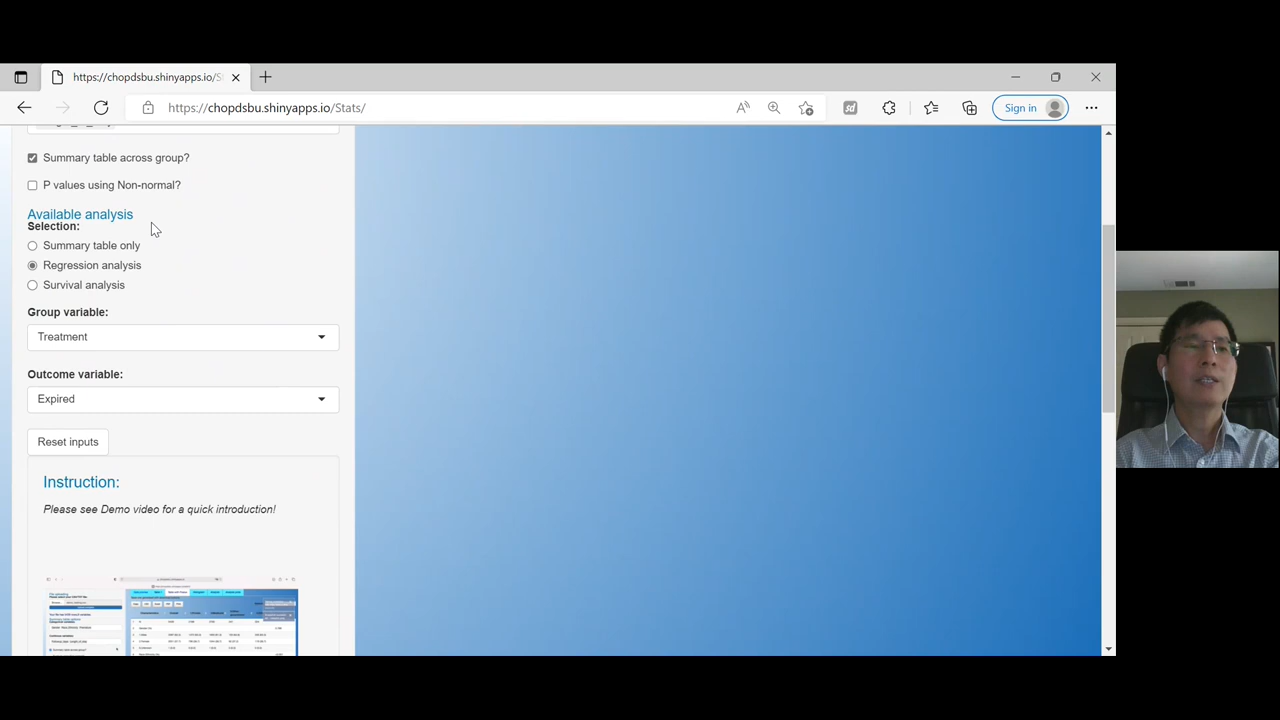 https://chopdsbu.shinyapps.io/S
https://chopdsbu.shinyapps.io/Stats/
Sign in
Summary table across group?
P values using Non-normal?
Available analysis
Selection:
Summary table only
Regression analysis
Survival analysis
Group variable:
Treatment
Outcome variable:
Expired
Reset inputs
Instruction:
Please see Demo video for a quick introduction!